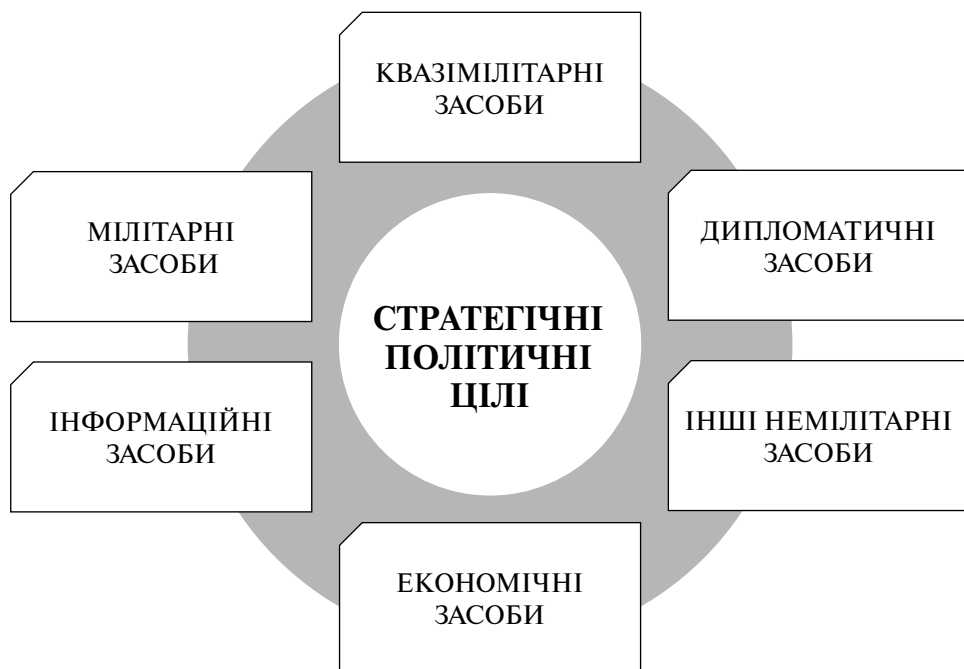 КВАЗІМІЛІТАРНІ
ЗАСОБИ
МІЛІТАРНІ
ЗАСОБИ
ДИПЛОМАТИЧНІ
ЗАСОБИ
СТРАТЕГІЧНІ
ПОЛІТИЧНІ
ЦІЛІ
ІНФОРМАЦІЙНІ
ЗАСОБИ
ІНШІ НЕМІЛІТАРНІ
ЗАСОБИ
ЕКОНОМІЧНІ
ЗАСОБИ